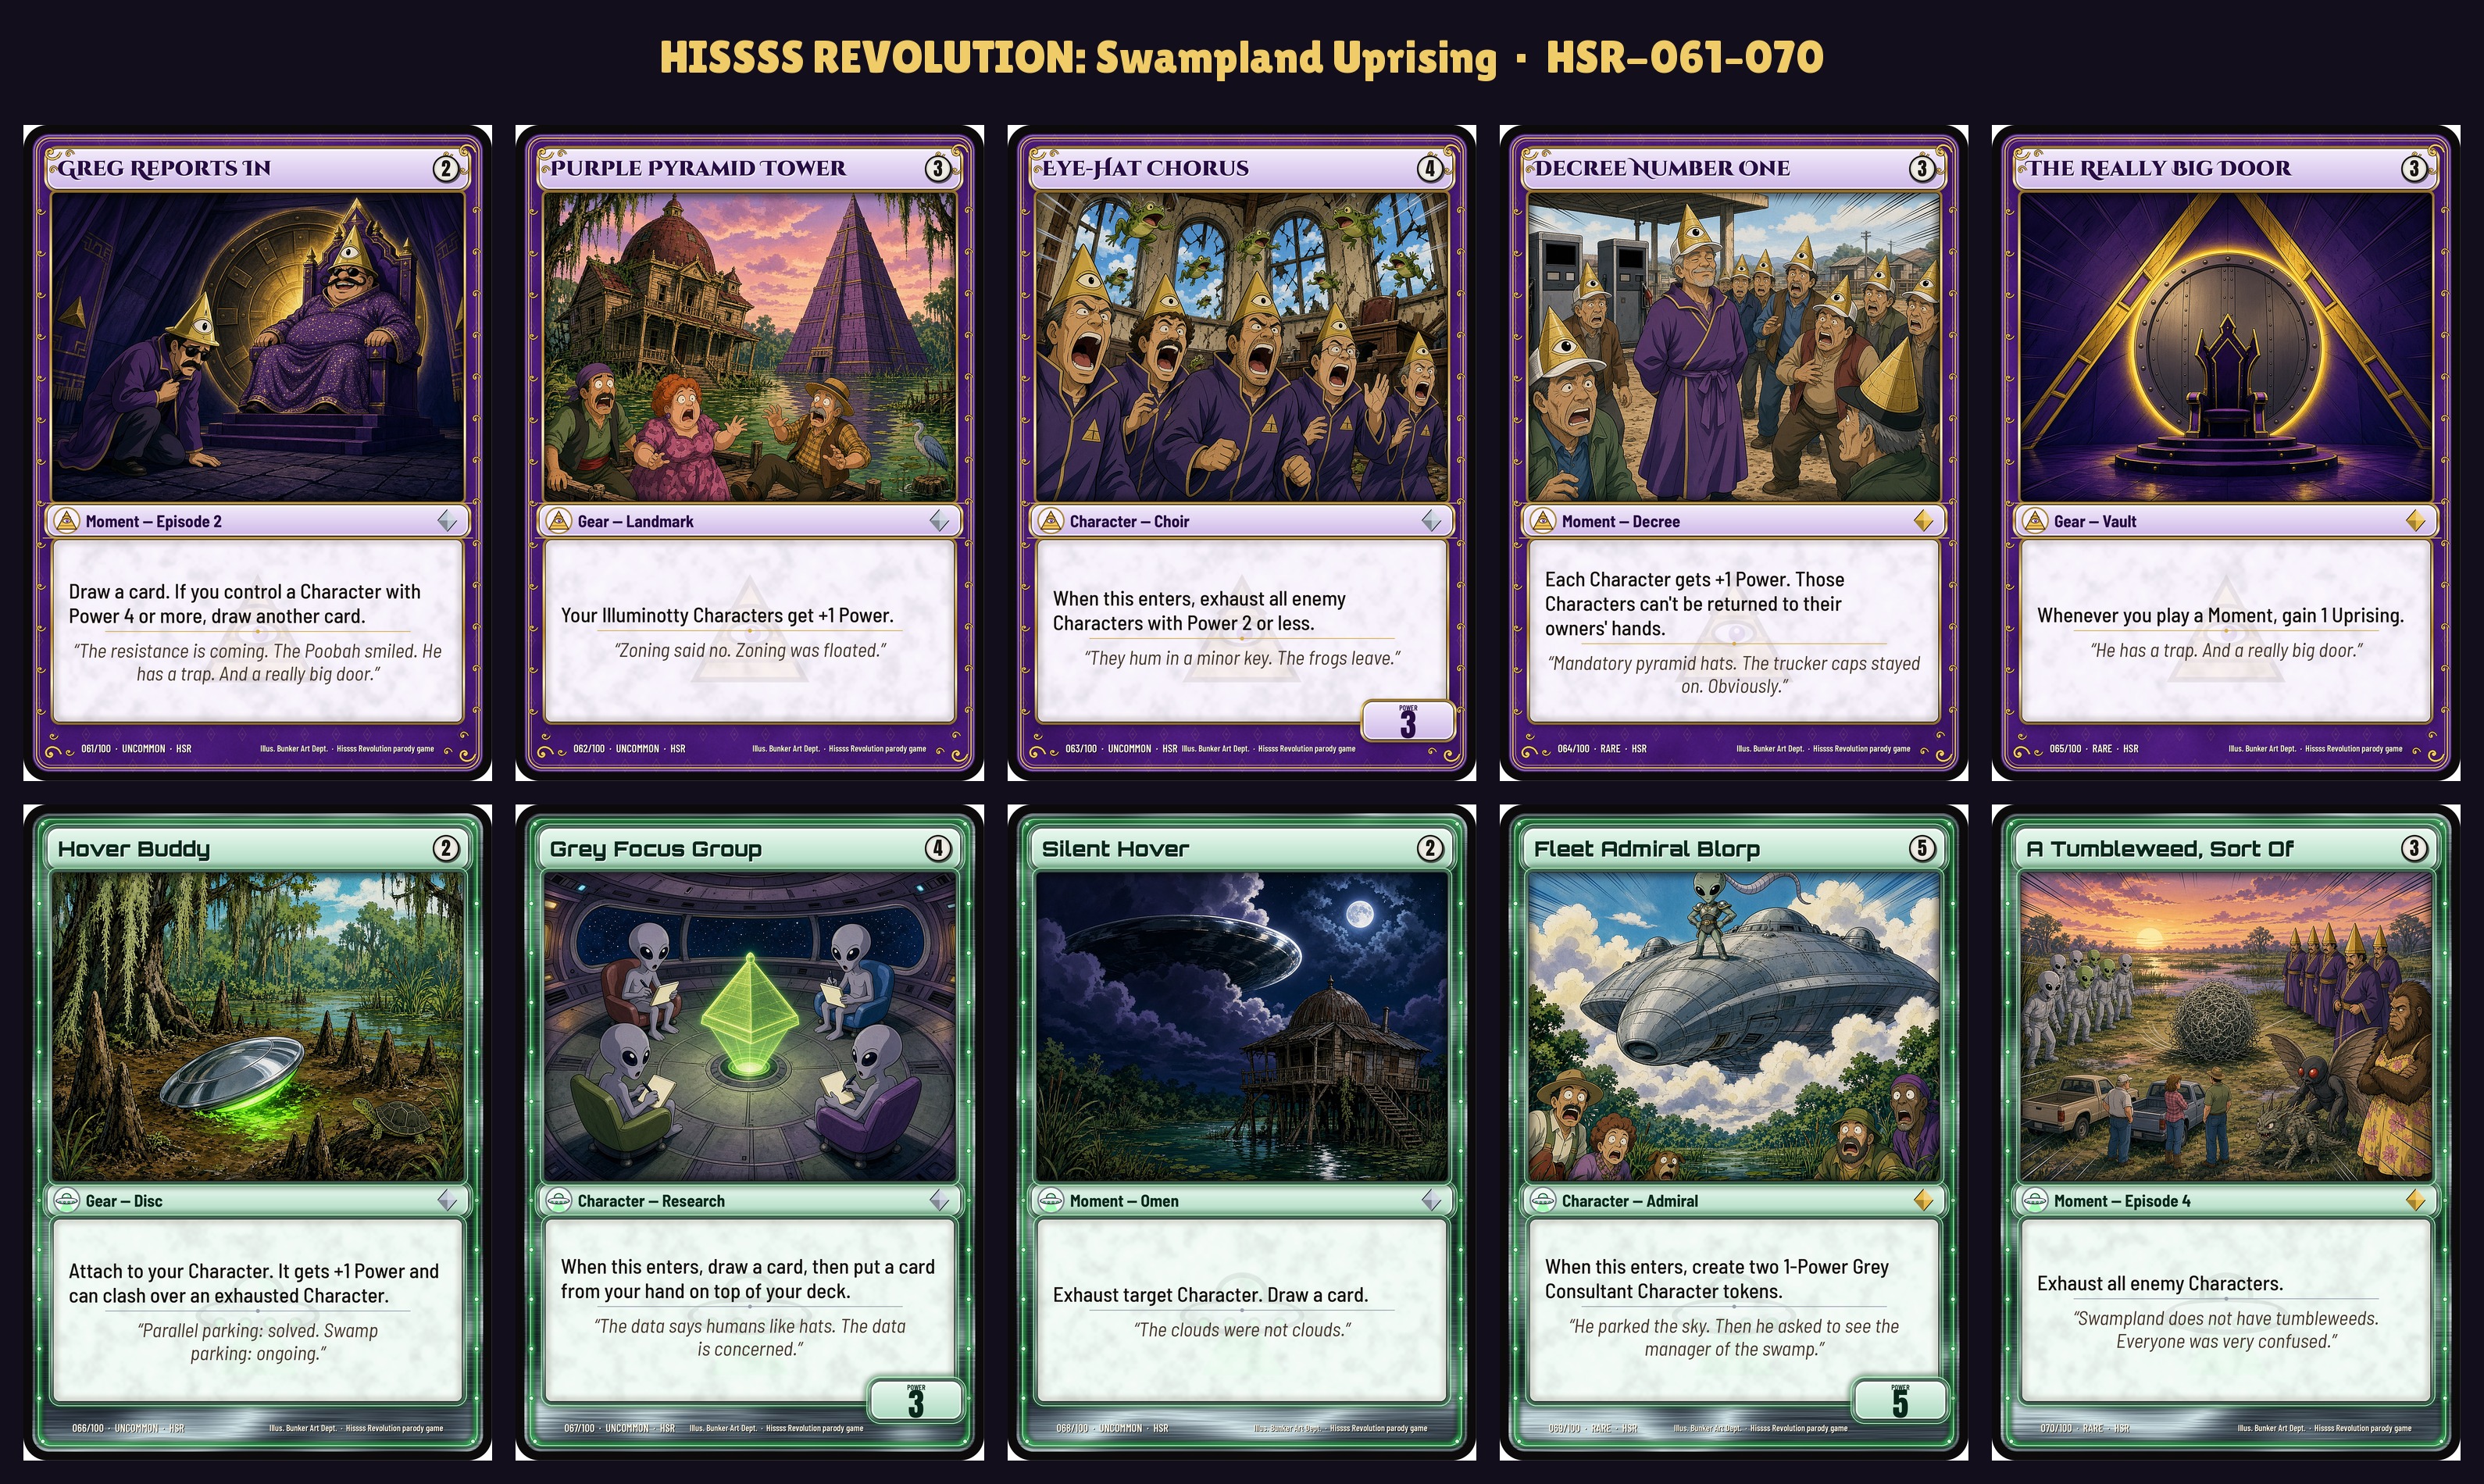 HISSSS REVOLUTION: Swampland Uprising · HSR-061-070
GREG REPORTS IN
2
Moment – Episode 2
Draw a card. If you control a Character with
Power 4 or more, draw another card.
“The resistance is coming. The Poobah smiled. He
has a trap. And a really big door.”
061/100 · UNCOMMON · HSR
Illus. Bunker Art Dept. · Hissss Revolution parody game
PURPLE PYRAMID TOWER
3
Gear – Landmark
Your Illuminotty Characters get +1 Power.
“Zoning said no. Zoning was floated.”
062/100 · UNCOMMON · HSR
Illus. Bunker Art Dept. · Hissss Revolution parody game
EYE-HAT CHORUS
4
Character – Choir
When this enters, exhaust all enemy
Characters with Power 2 or less.
“They hum in a minor key. The frogs leave.”
POWER
3
063/100 · UNCOMMON · HSR
Illus. Bunker Art Dept. · Hissss Revolution parody game
DECREE NUMBER ONE
3
Moment – Decree
Each Character gets +1 Power. Those
Characters can't be returned to their
owners' hands.
“Mandatory pyramid hats. The trucker caps stayed
on. Obviously.”
064/100 · RARE · HSR
Illus. Bunker Art Dept. · Hissss Revolution parody game
THE REALLY BIG DOOR
3
Gear – Vault
Whenever you play a Moment, gain 1 Uprising.
“He has a trap. And a really big door.”
065/100 · RARE · HSR
Illus. Bunker Art Dept. · Hissss Revolution parody game
Hover Buddy
2
Gear – Disc
Attach to your Character. It gets +1 Power and
can clash over an exhausted Character.
“Parallel parking: solved. Swamp
parking: ongoing.”
066/100 · UNCOMMON · HSR
Illus. Bunker Art Dept. · Hissss Revolution parody game
Grey Focus Group
4
Character – Research
When this enters, draw a card, then put a card
from your hand on top of your deck.
“The data says humans like hats. The data
is concerned.”
POWER
3
067/100 · UNCOMMON · HSR
Illus. Bunker Art Dept. · Hissss Revolution parody game
Silent Hover
2
Moment – Omen
Exhaust target Character. Draw a card.
“The clouds were not clouds.”
068/100 · UNCOMMON · HSR
Illus. Bunker Art Dept. · Hissss Revolution parody game
Fleet Admiral Blorp
5
Character – Admiral
When this enters, create two 1-Power Grey
Consultant Character tokens.
“He parked the sky. Then he asked to see the
manager of the swamp.”
POWER
5
069/100 · RARE · HSR
Illus. Bunker Art Dept. · Hissss Revolution parody game
A Tumbleweed, Sort Of
3
Moment – Episode 4
Exhaust all enemy Characters.
“Swampland does not have tumbleweeds.
Everyone was very confused.”
070/100 · RARE · HSR
Illus. Bunker Art Dept. · Hissss Revolution parody game